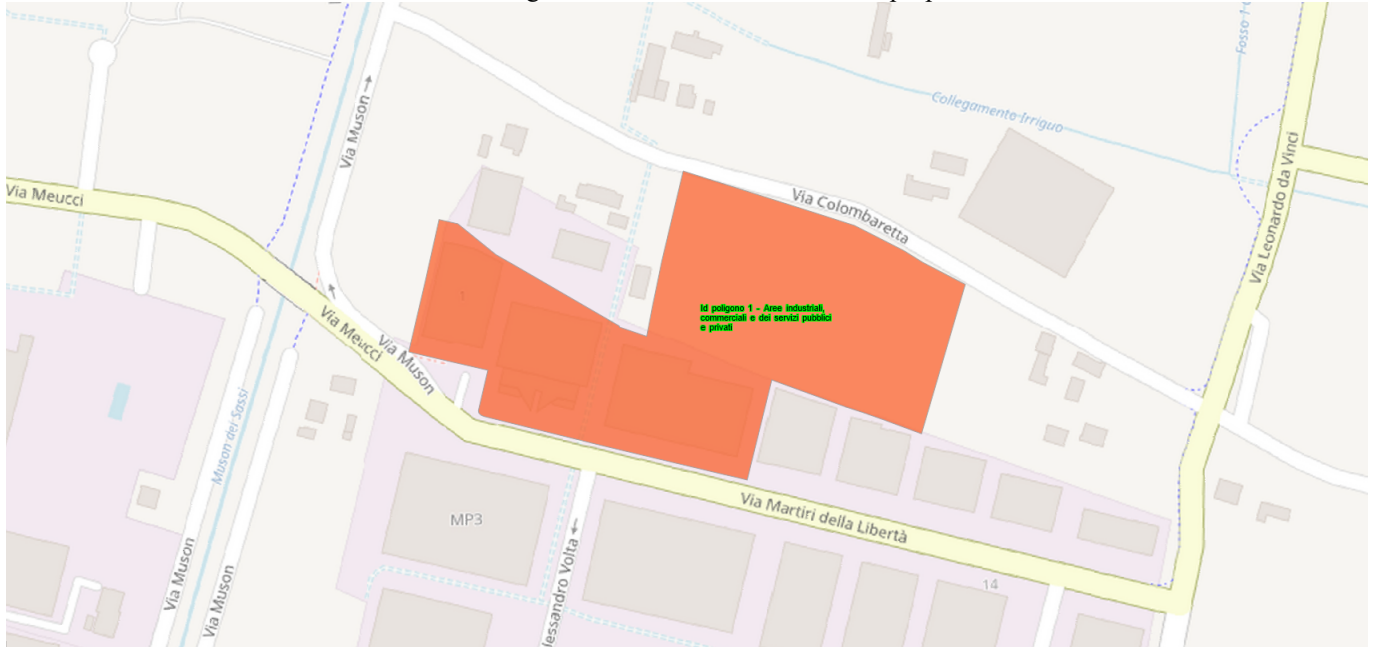 Via Muson
Collegamento Irriguo
Fosso
Via Leonardo da Vinci
Via Meucci
Via Colombaretta
1
Id poligono 1 - Aree industriali,
commerciali e dei servizi pubblici
e privati
Via Meucci
Via Muson
Muson dei Sassi
MP3
Via Martiri della Libertà
14
Via Muson
Via Muson
lessandro Volta